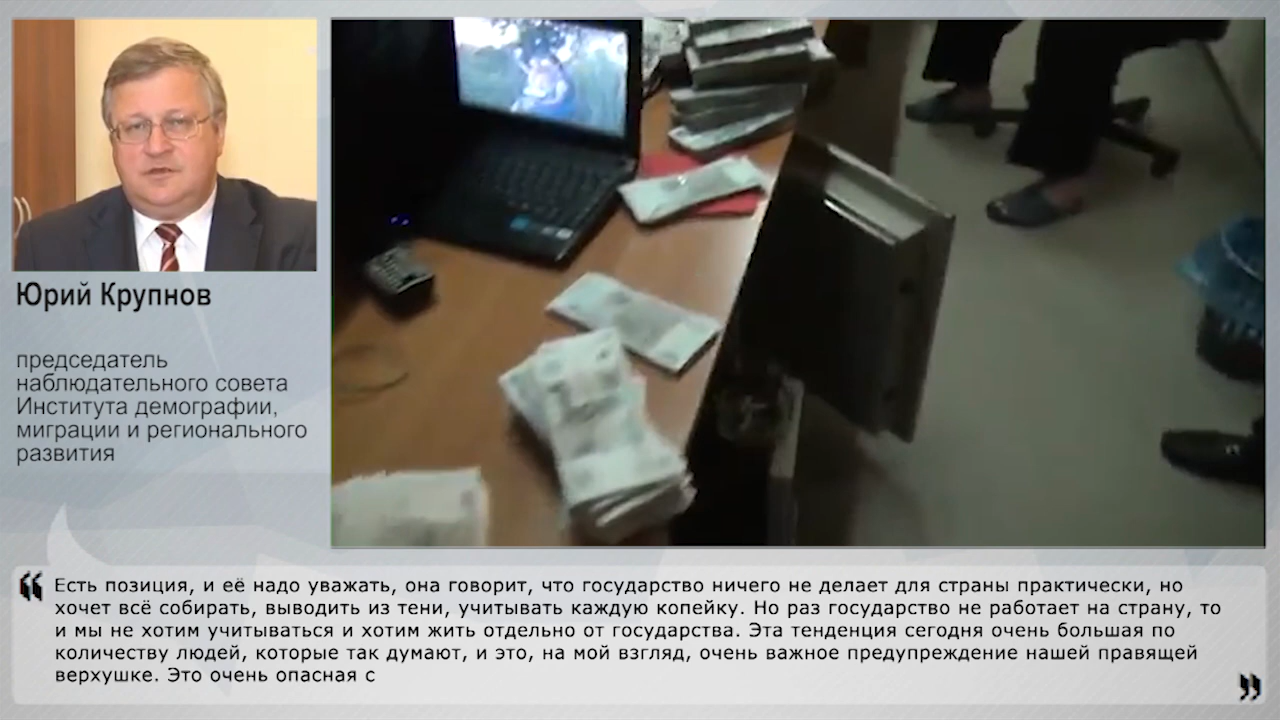 Юрий Крупнов
председатель
наблюдательного совета
Института демографии,
миграции и регионального
развития
Есть позиция, и её надо уважать, она говорит, что государство ничего не делает для страны практически, но
хочет всё собирать, выводить из тени, учитывать каждую копейку. Но раз государство не работает на страну, то
и мы не хотим учитываться и хотим жить отдельно от государства. Эта тенденция сегодня очень большая по
количеству людей, которые так думают, и это, на мой взгляд, очень важное предупреждение нашей правящей
верхушке. Это очень опасная с